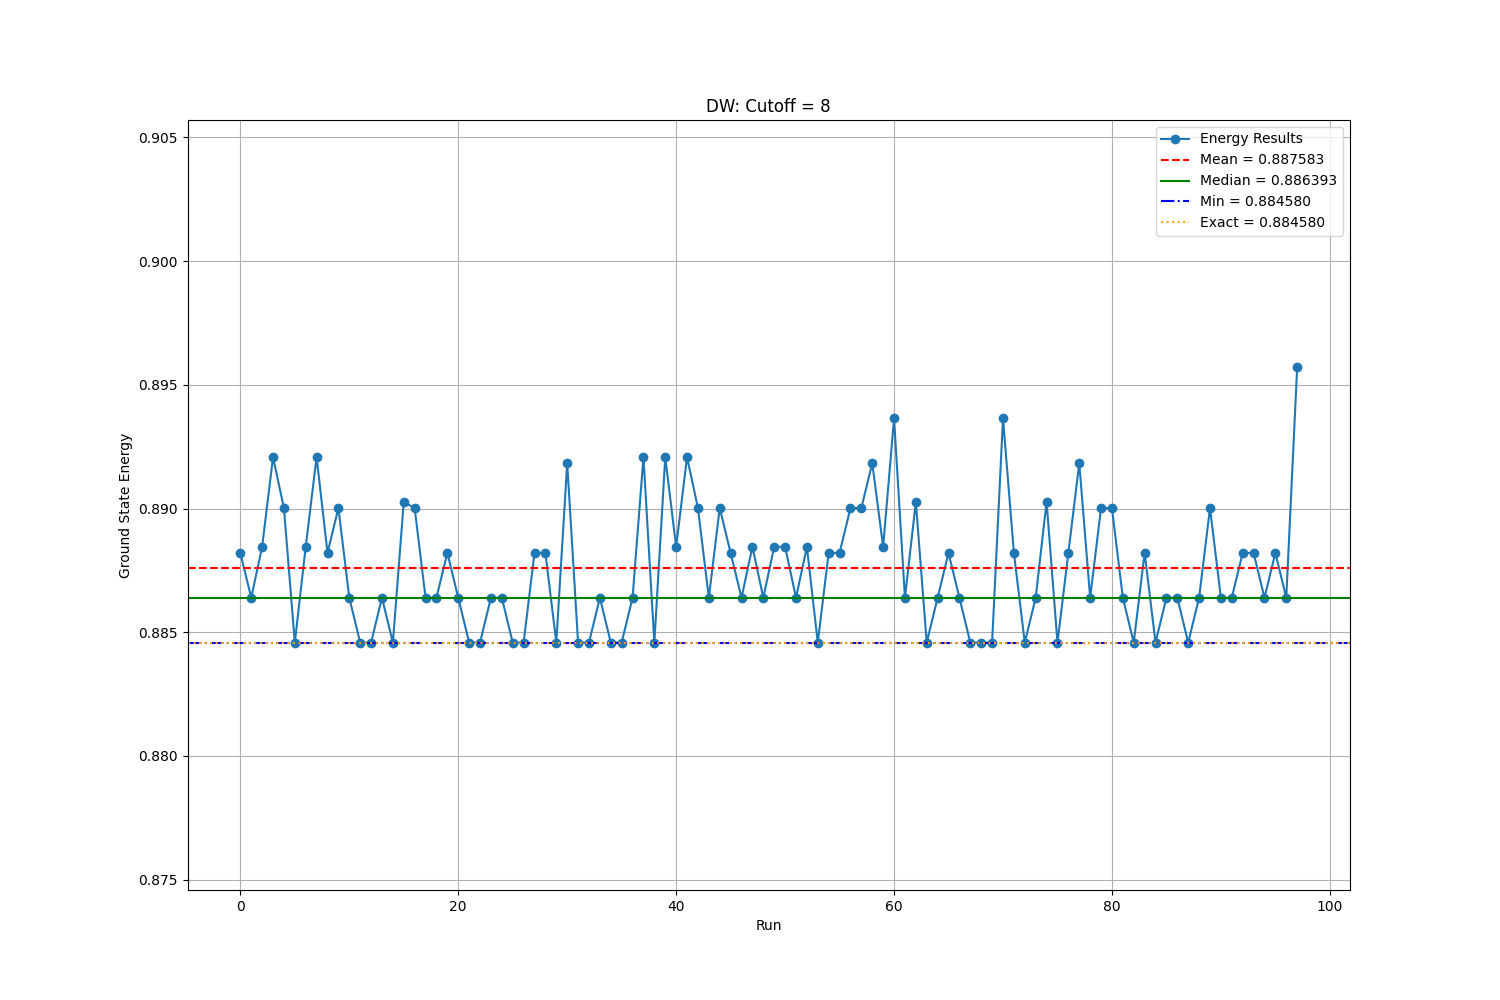 DW: Cutoff = 8
Energy Results
Mean = 0.887583
Median = 0.886393
Min = 0.884580
Exact = 0.884580
Ground State Energy
0.905
0.900
0.895
0.890
0.885
0.880
0.875
0
20
40
60
80
100
Run